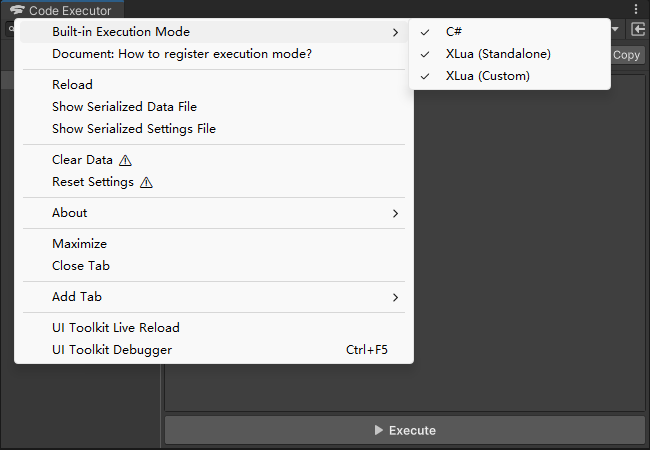 Code Executor
Built-in Execution Mode
C#
Document: How to register execution mode?
XLua (Standalone)
Copy
XLua (Custom)
Reload
Show Serialized Data File
Show Serialized Settings File
Clear Data ⚠
Reset Settings ⚠
About
Maximize
Close Tab
Add Tab
UI Toolkit Live Reload
UI Toolkit Debugger Ctrl+F5
Execute